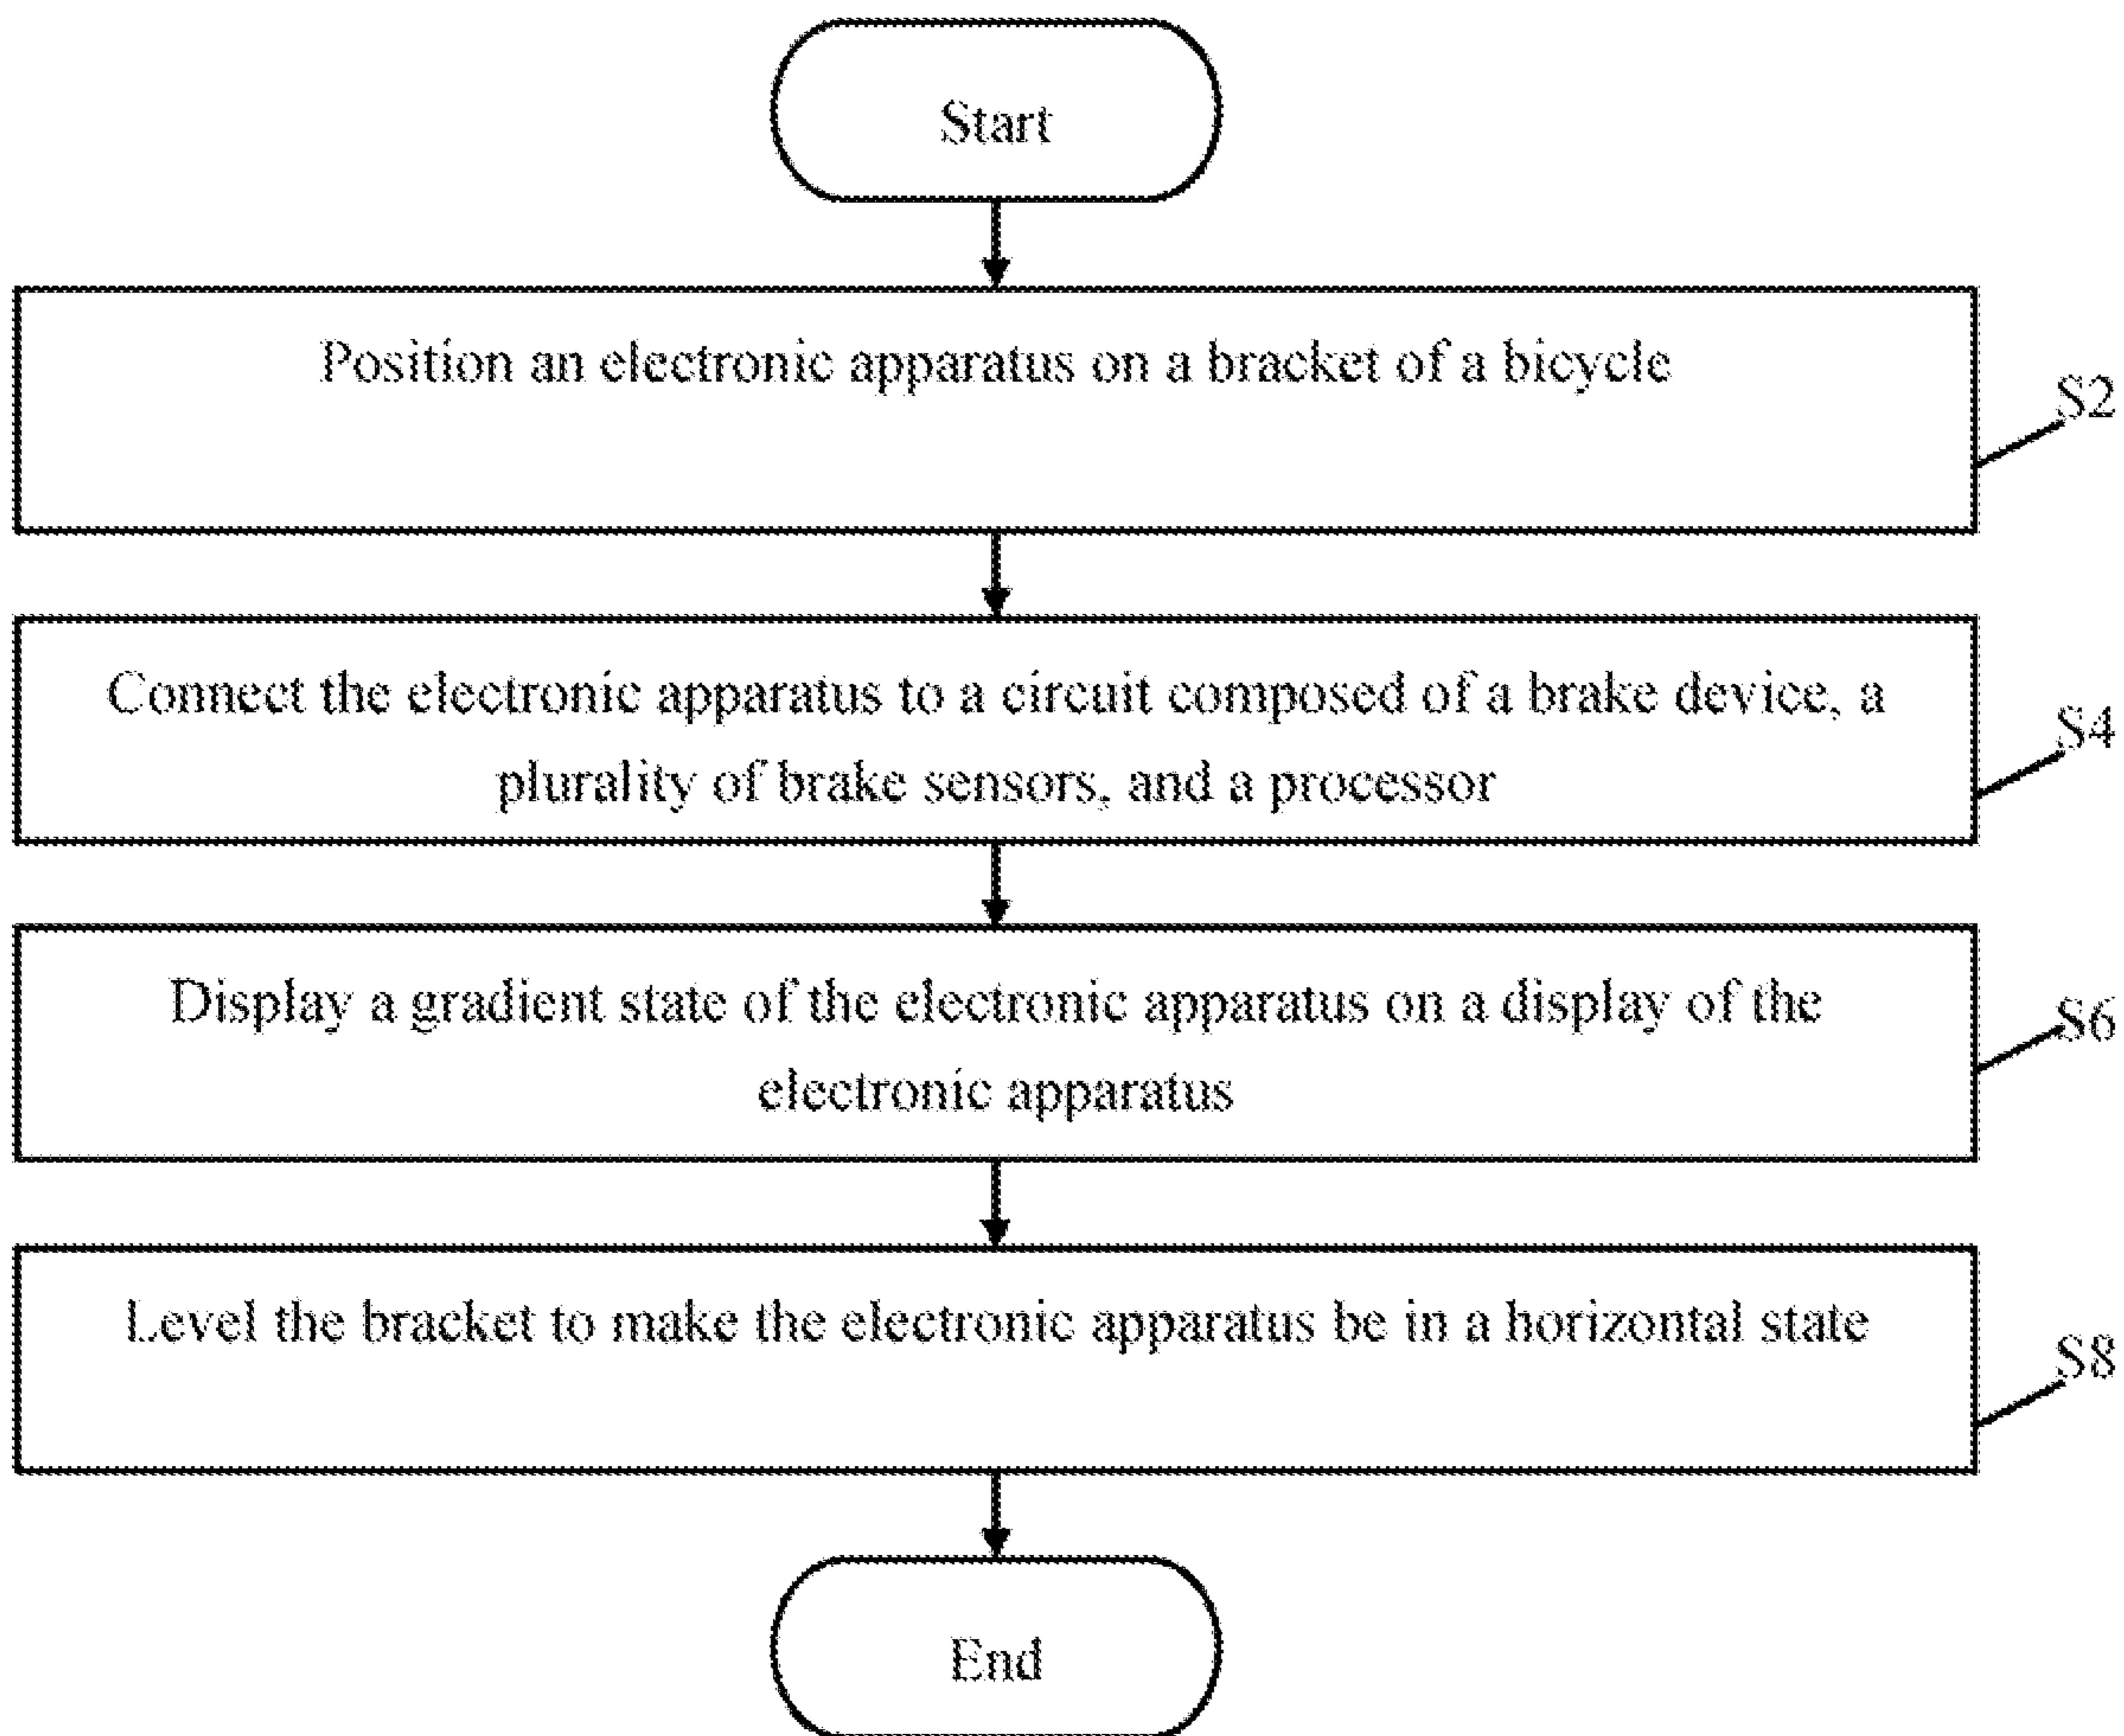 Start
Position an electronic apparatus on a bracket of a bicycle
S2
Connect the electronic apparatus to a circuit composed of a brake device, a
plurality of brake sensors, and a processor
S4
Display a gradient state of the electronic apparatus on a display of the
electronic apparatus
S6
Level the bracket to make the electronic apparatus be in a horizontal state
S8
End